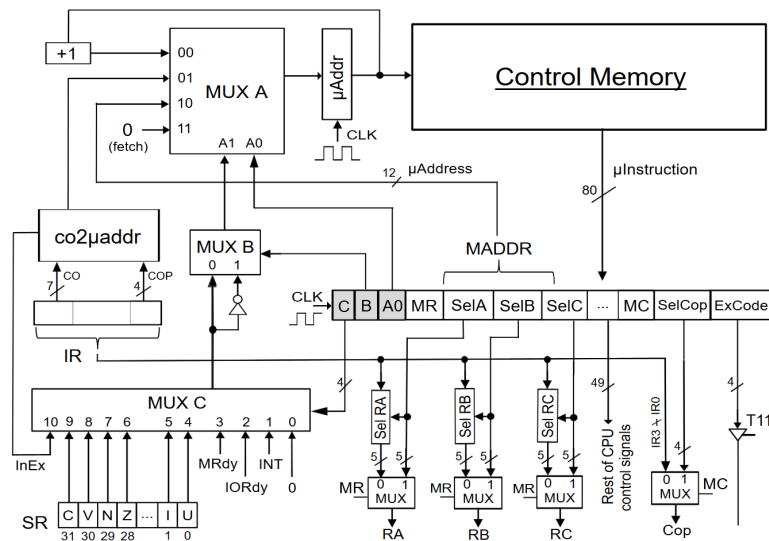 +1
00
01
10
11
MUX A
A1 A0
0
(fetch)
µAddr
CLK
Control Memory
12
µAddress
µInstruction
80
co2µaddr
7
CO
4
COP
IR
MUX B
0 1
MADDR
CLK
C B A0 MR SelA SelB SelC ... MC SelCop ExCode
4
MUX C
10 9 8 7 6 5 4 3 2 1 0
InEx
MRdy
IORdy
INT
0
SR
C V N Z ... I U
31 30 29 28 1 0
Sel RA
Sel RB
Sel RC
5 5
5 5
5 5
MR
0 1
MUX
RA
MR
0 1
MUX
RB
MR
0 1
MUX
RC
49
Rest of CPU
control signals
IR3 ÷ IR0
4
0 1
MUX
MC
Cop
4
T11